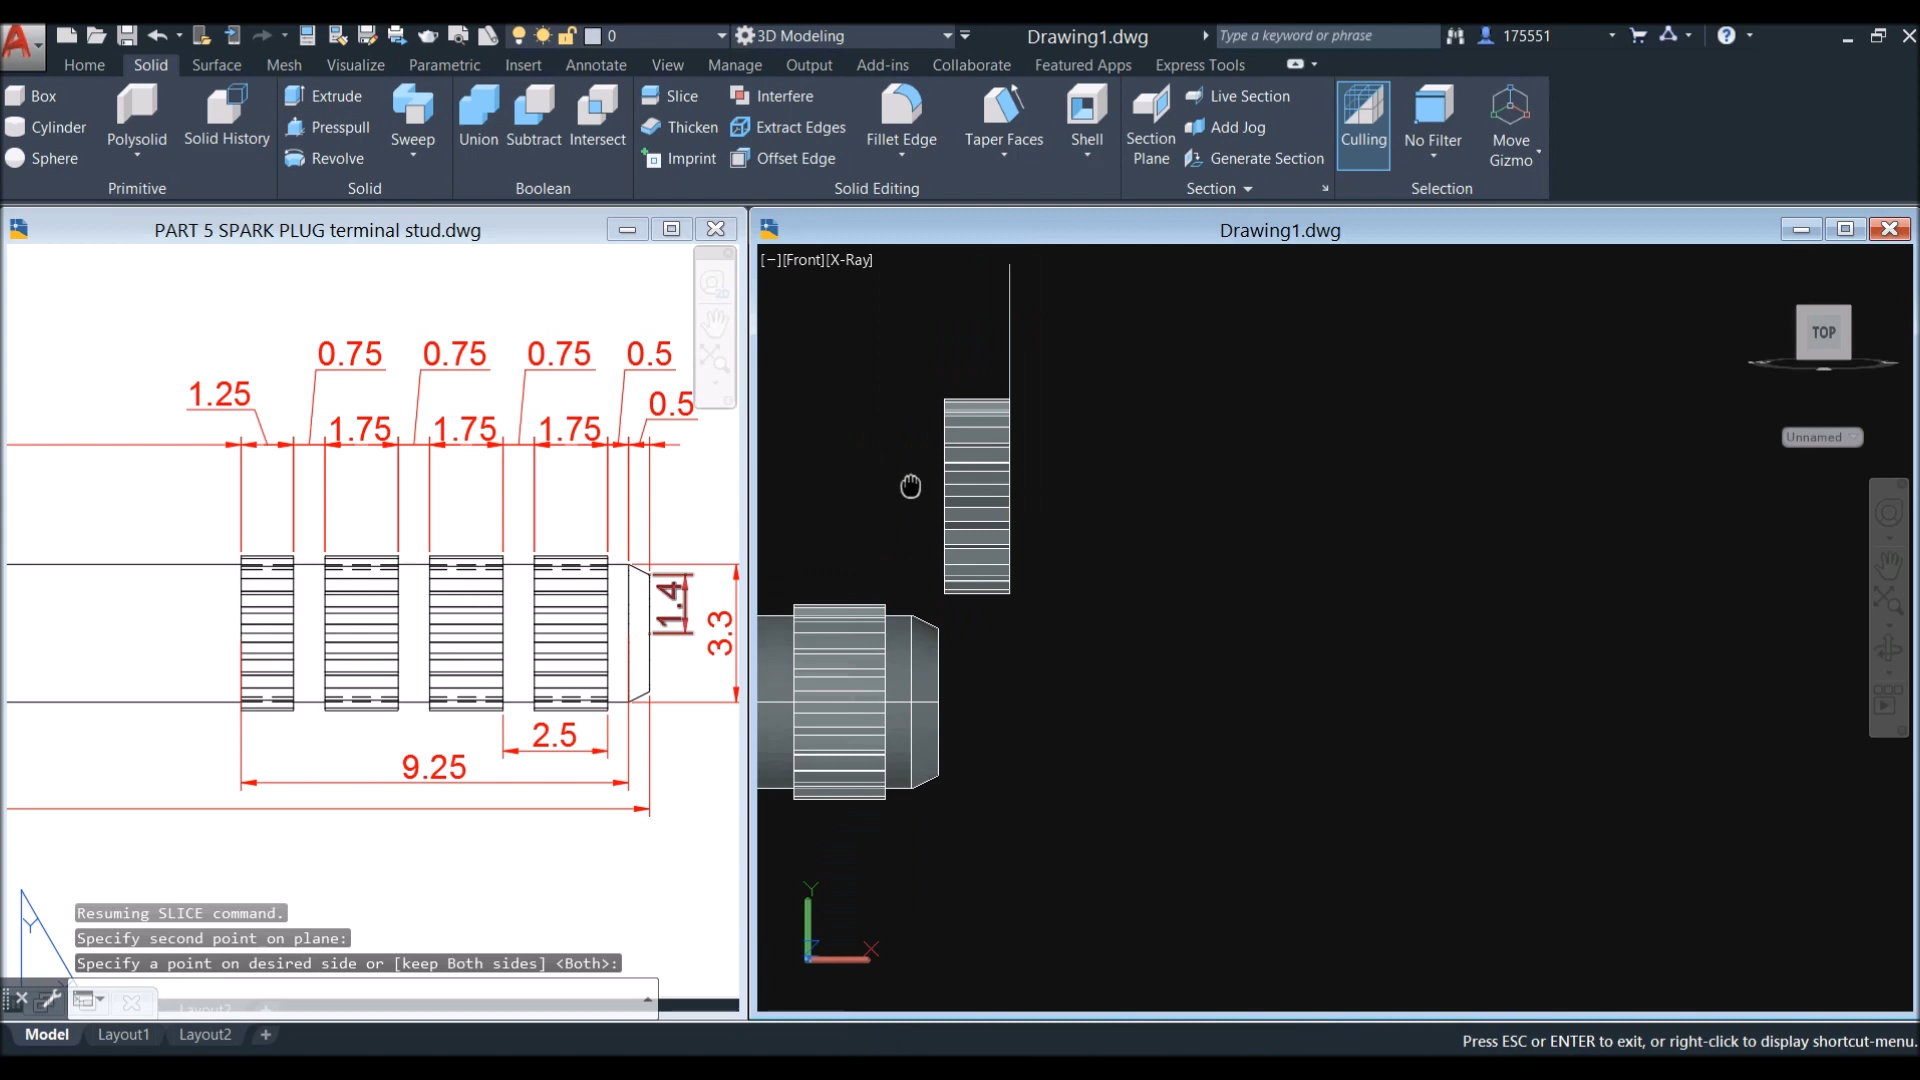 0
3D Modeling
Drawing1.dwg
Type a keyword or phrase
175551
Home
Solid
Surface
Mesh
Visualize
Parametric
Insert
Annotate
View
Manage
Output
Add-ins
Collaborate
Featured Apps
Express Tools
Box
Cylinder
Sphere
Polysolid
Solid History
Primitive
Extrude
Presspull
Revolve
Sweep
Solid
Union
Subtract
Intersect
Boolean
Slice
Thicken
Imprint
Interfere
Extract Edges
Offset Edge
Fillet Edge
Taper Faces
Shell
Solid Editing
Section
Plane
Live Section
Add Jog
Generate Section
Section
Culling
No Filter
Move
Gizmo
Selection
PART 5 SPARK PLUG terminal stud.dwg
Drawing1.dwg
[−][Front][X-Ray]
TOP
Unnamed
0.75
0.75
0.75
0.5
1.25
0.5
1.75
1.75
1.75
1.4
3.3
2.5
9.25
Y
Resuming SLICE command.
Specify second point on plane:
Specify a point on desired side or [keep Both sides] <Both>:
Y
X
Z
Layout2
Model
Layout1
Layout2
+
Press ESC or ENTER to exit, or right-click to display shortcut-menu.